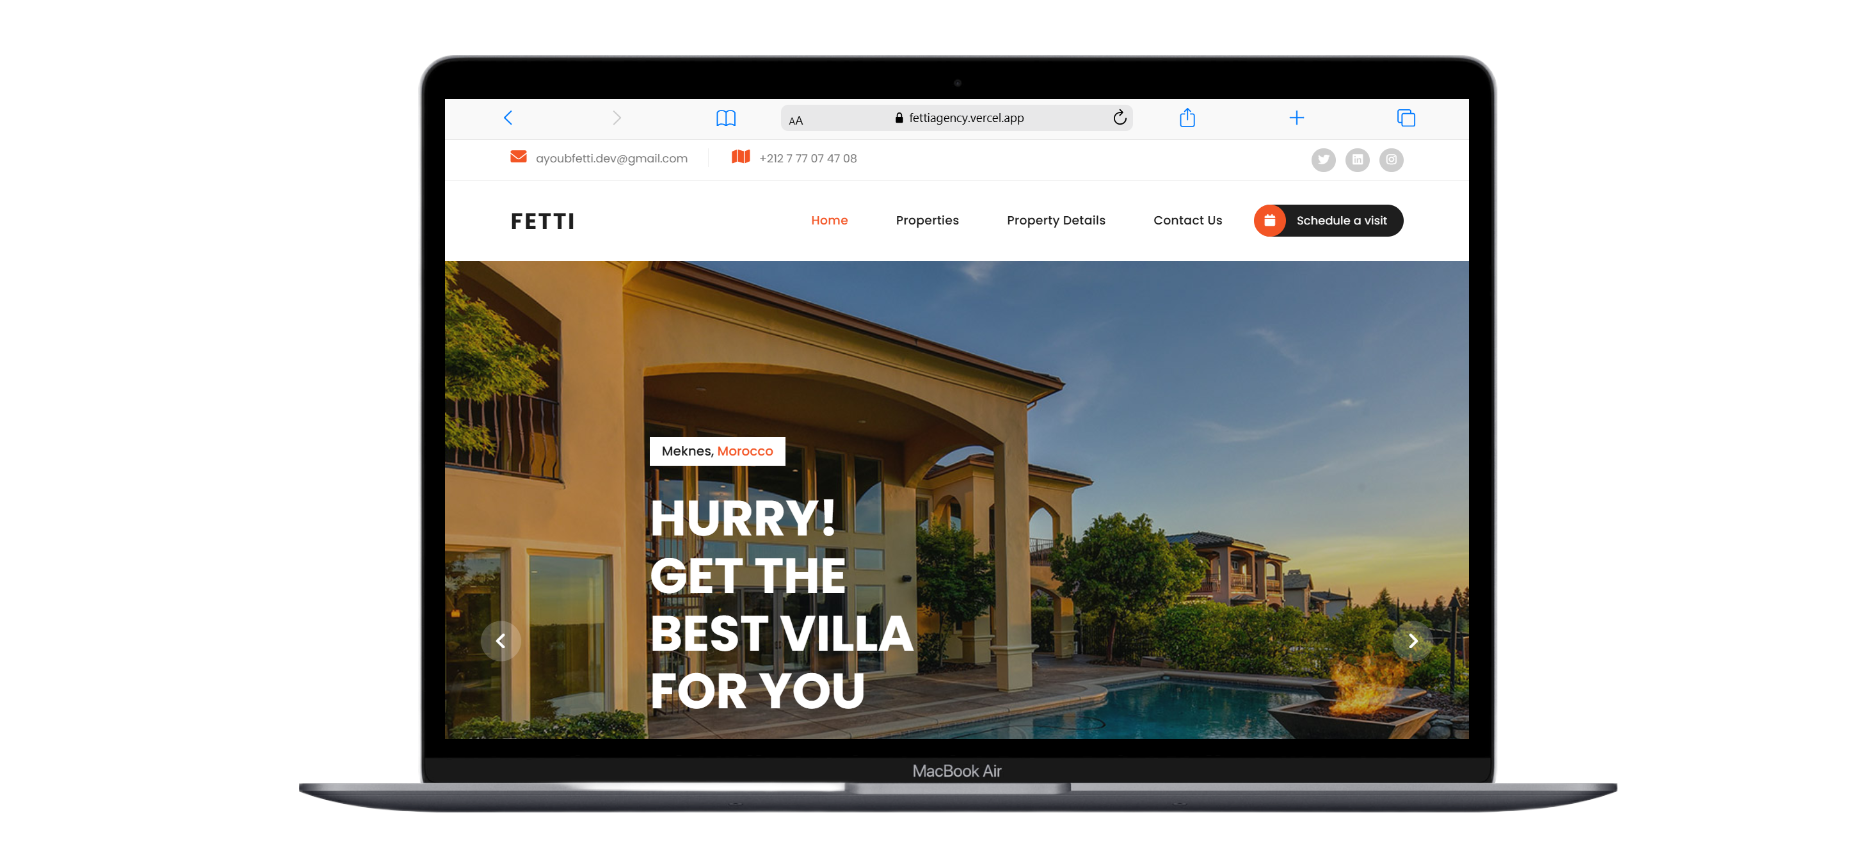 AA fettiagency.vercel.app
ayoubfetti.dev@gmail.com +212 7 77 07 47 08
FETTI Home Properties Property Details Contact Us Schedule a visit
Meknes, Morocco
HURRY!
GET THE
BEST VILLA
FOR YOU
MacBook Air